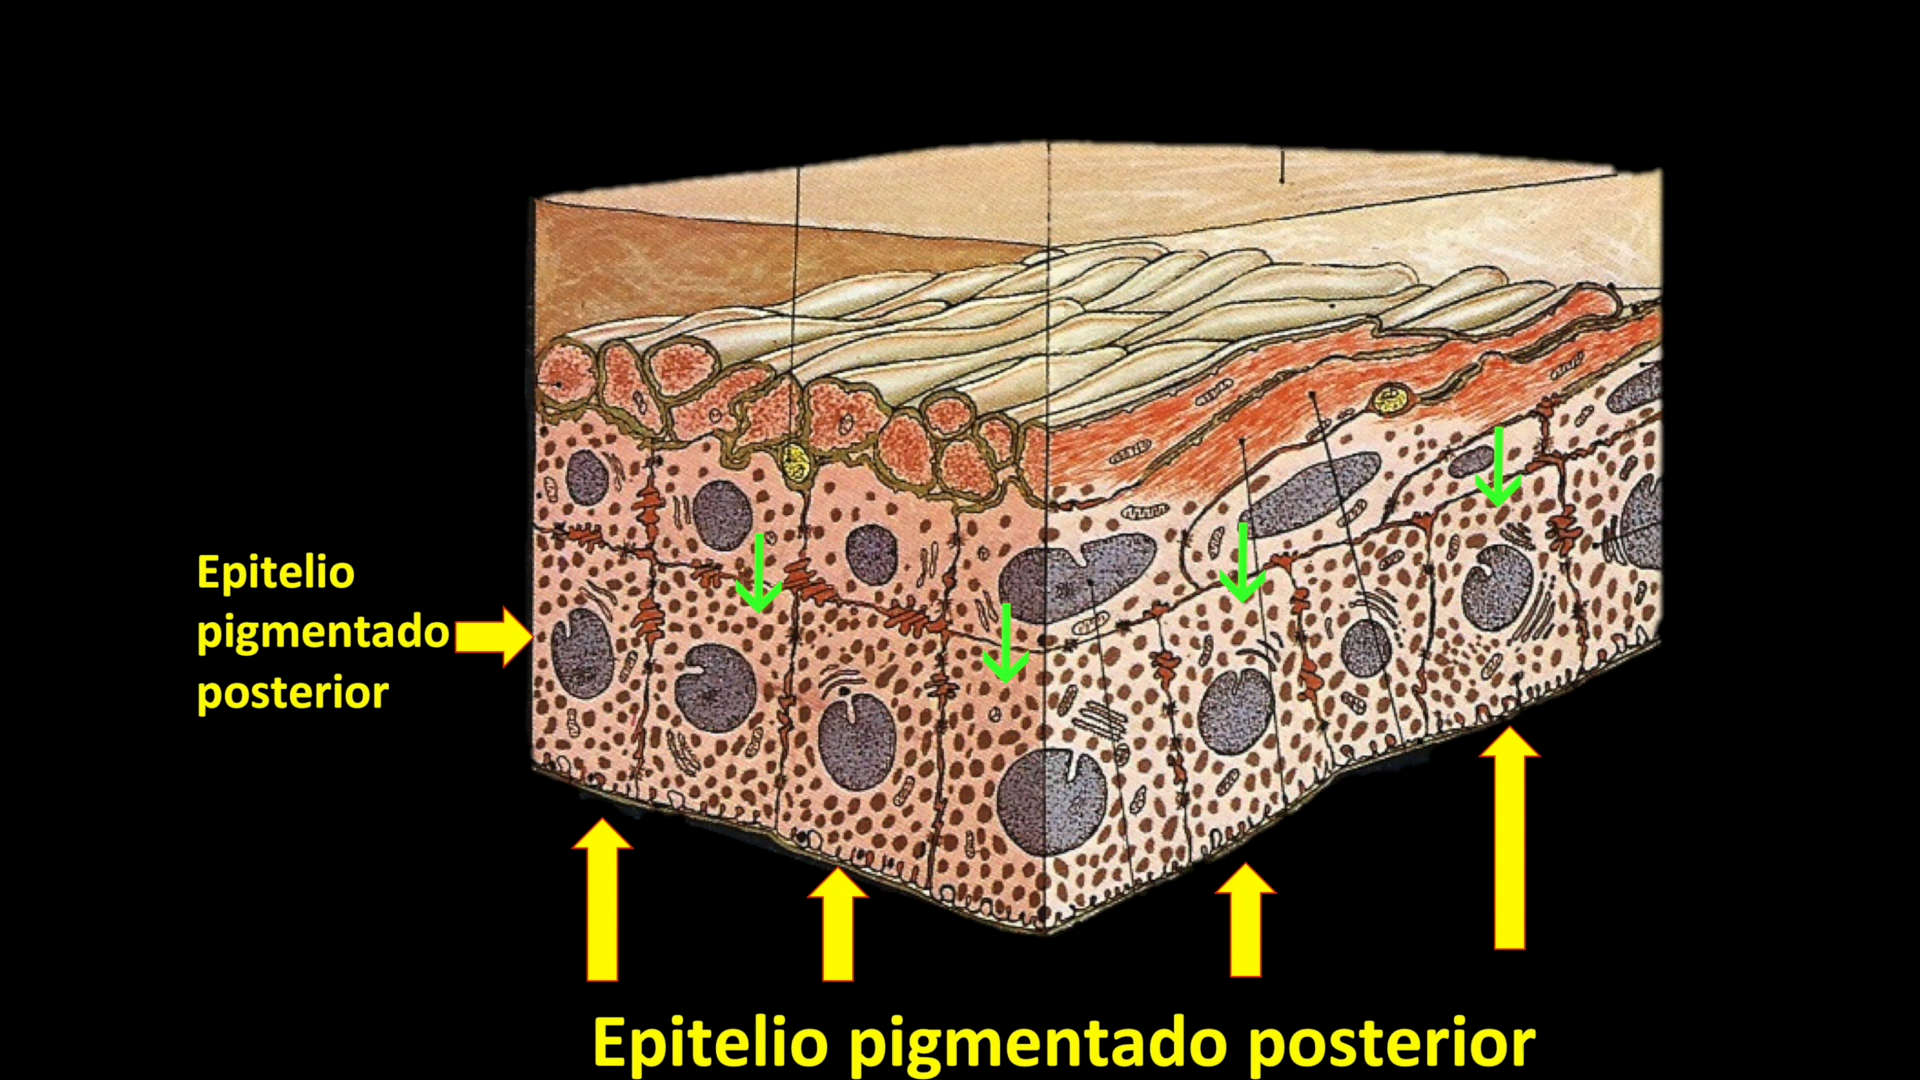 Epitelio
pigmentado
posterior
Epitelio pigmentado posterior